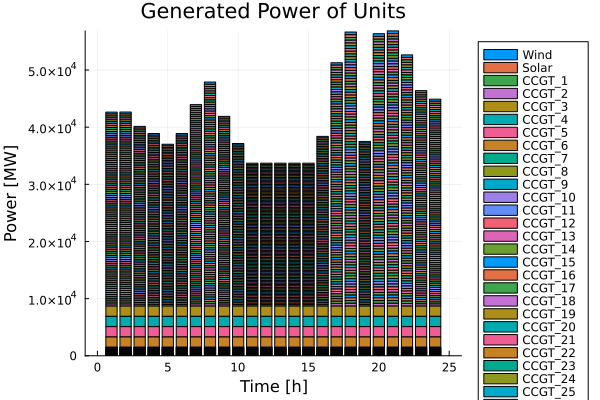 Generated Power of Units
Power [MW]
5.0×10⁴
4.0×10⁴
3.0×10⁴
2.0×10⁴
1.0×10⁴
0
0 5 10 15 20 25
Time [h]
Wind
Solar
CCGT_1
CCGT_2
CCGT_3
CCGT_4
CCGT_5
CCGT_6
CCGT_7
CCGT_8
CCGT_9
CCGT_10
CCGT_11
CCGT_12
CCGT_13
CCGT_14
CCGT_15
CCGT_16
CCGT_17
CCGT_18
CCGT_19
CCGT_20
CCGT_21
CCGT_22
CCGT_23
CCGT_24
CCGT_25